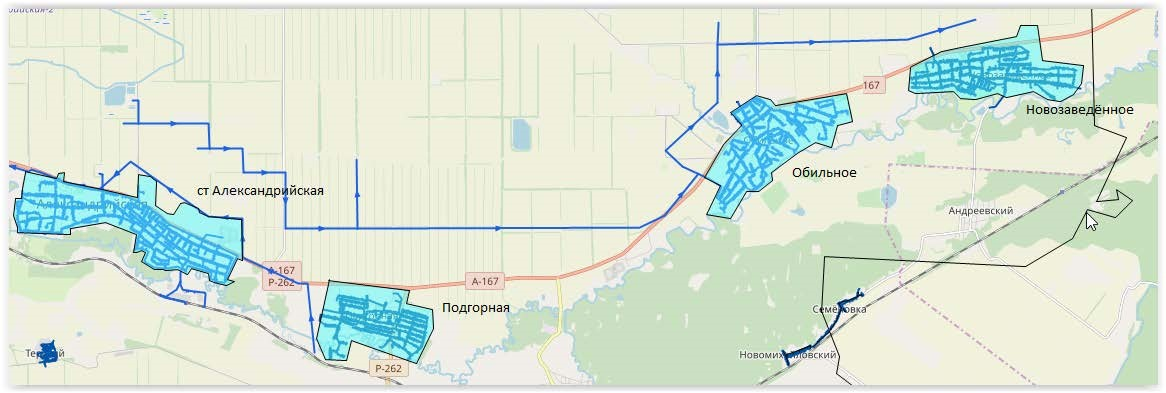 167
Новозаведённое
Обильное
ст Александрийская
Андреевский
А-167
Р-262
А-167
Подгорная
Семёновка
Новомихайловский
Р-262